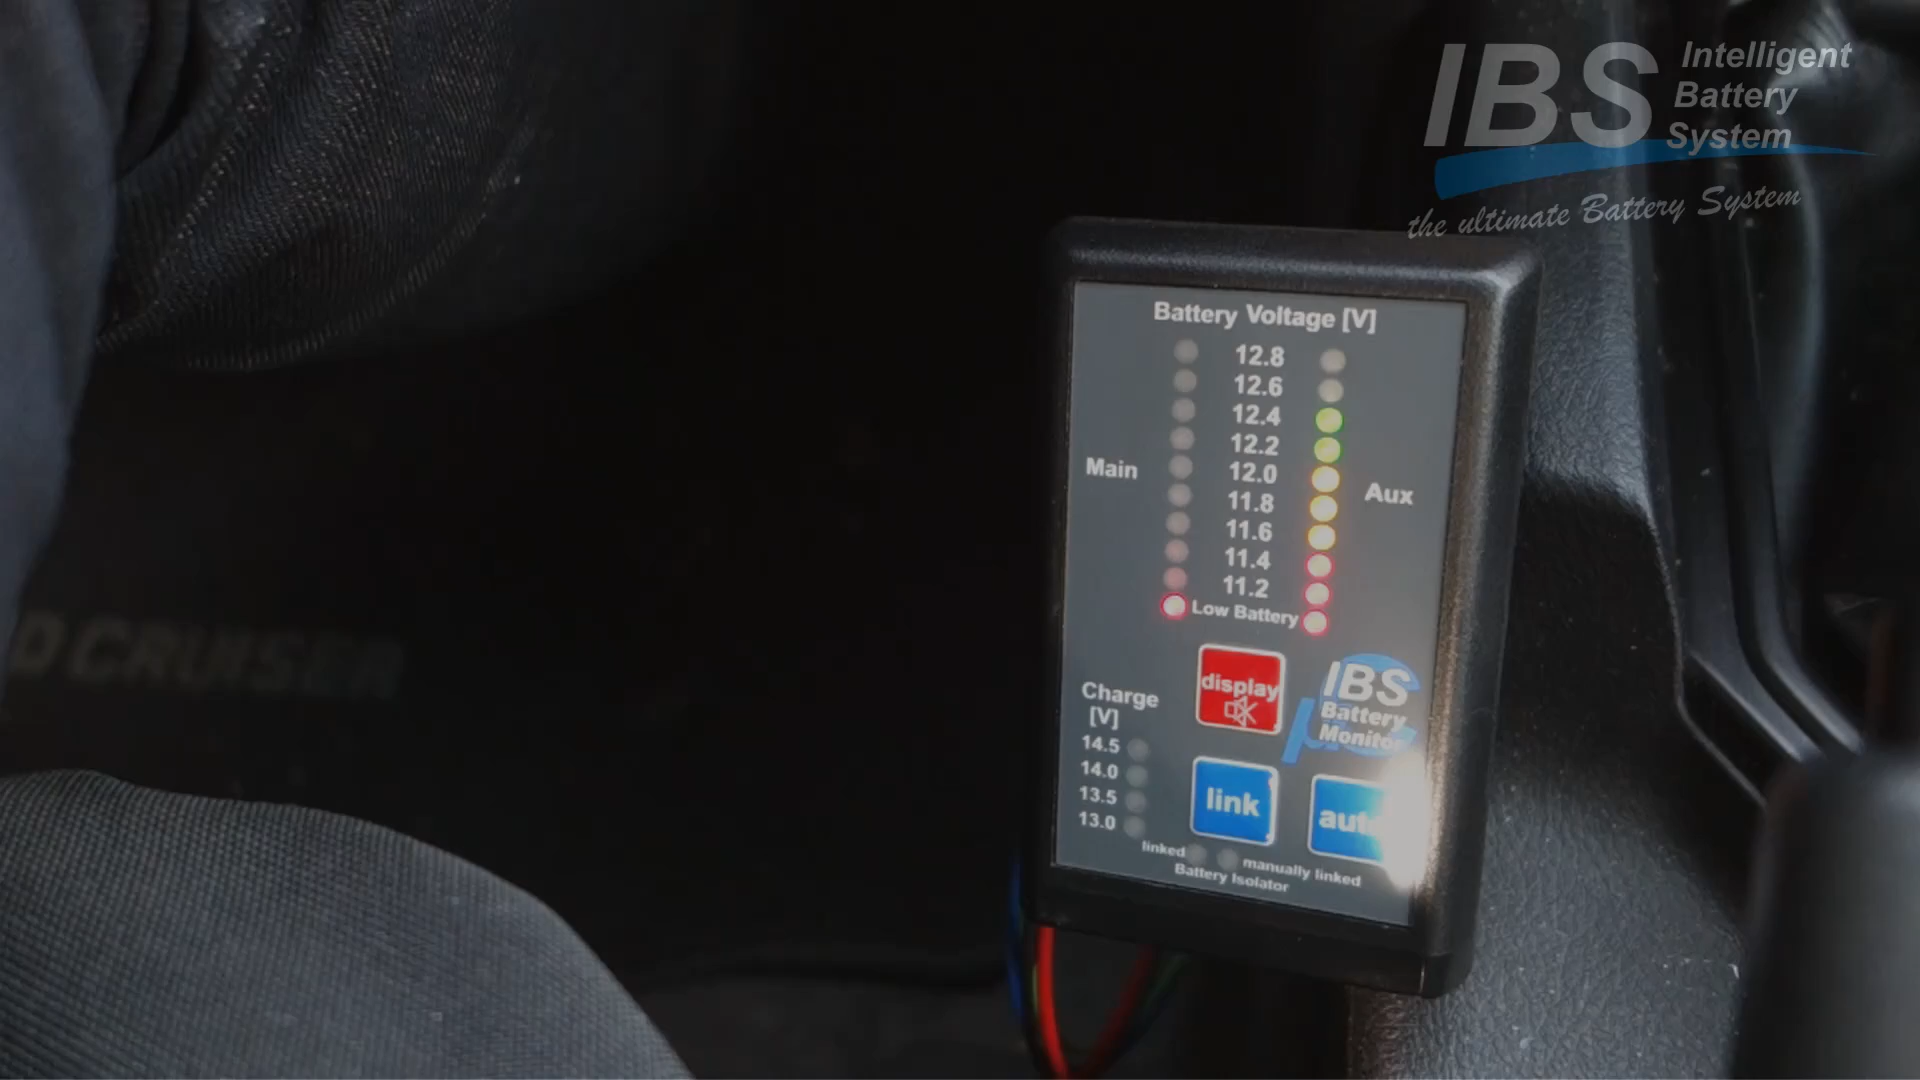 IBS Intelligent
Battery
System
the ultimate Battery System
Battery Voltage [V]
12.8
12.6
12.4
12.2
12.0
11.8
11.6
11.4
11.2
Main
Aux
Low Battery
display
IBS
Battery
Monitor
Charge
[V]
14.5
14.0
13.5
13.0
link
auto
linked
manually linked
Battery Isolator
D CRUISER